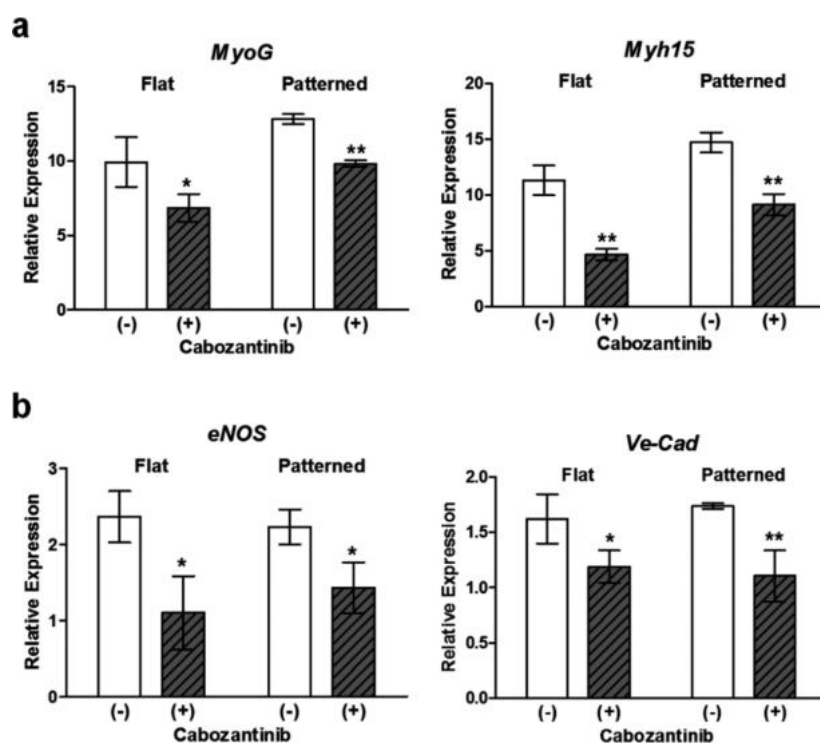 a
MyoG
Flat Patterned
Relative Expression
15
10
5
0
* **
(-) (+) (-) (+)
Cabozantinib
Myh15
Flat Patterned
Relative Expression
20
15
10
5
0
** **
(-) (+) (-) (+)
Cabozantinib
b
eNOS
Flat Patterned
Relative Expression
3
2
1
0
* *
(-) (+) (-) (+)
Cabozantinib
Ve-Cad
Flat Patterned
Relative Expression
2.0
1.5
1.0
0.5
0.0
* **
(-) (+) (-) (+)
Cabozantinib